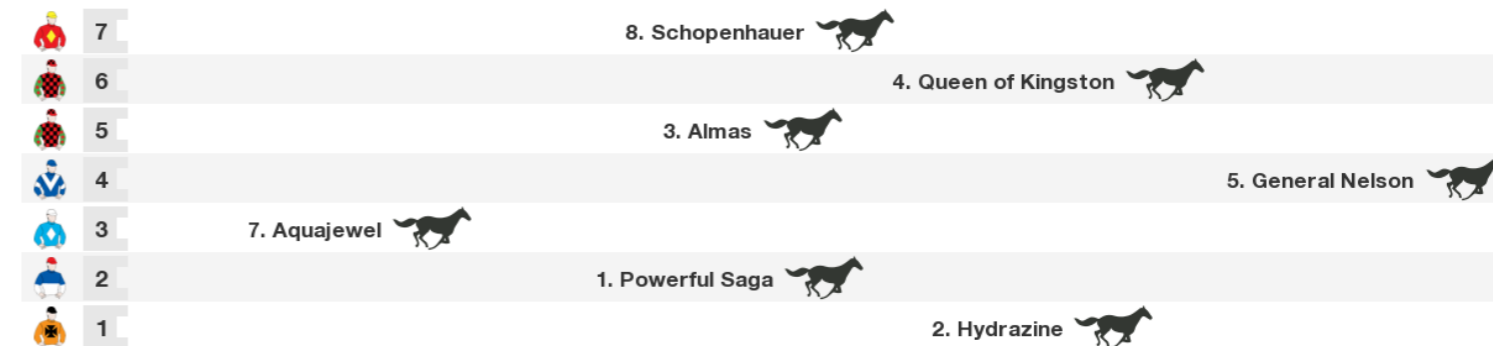 7 8. Schopenhauer
6 4. Queen of Kingston
5 3. Almas
4 5. General Nelson
3 7. Aquajewel
2 1. Powerful Saga
1 2. Hydrazine